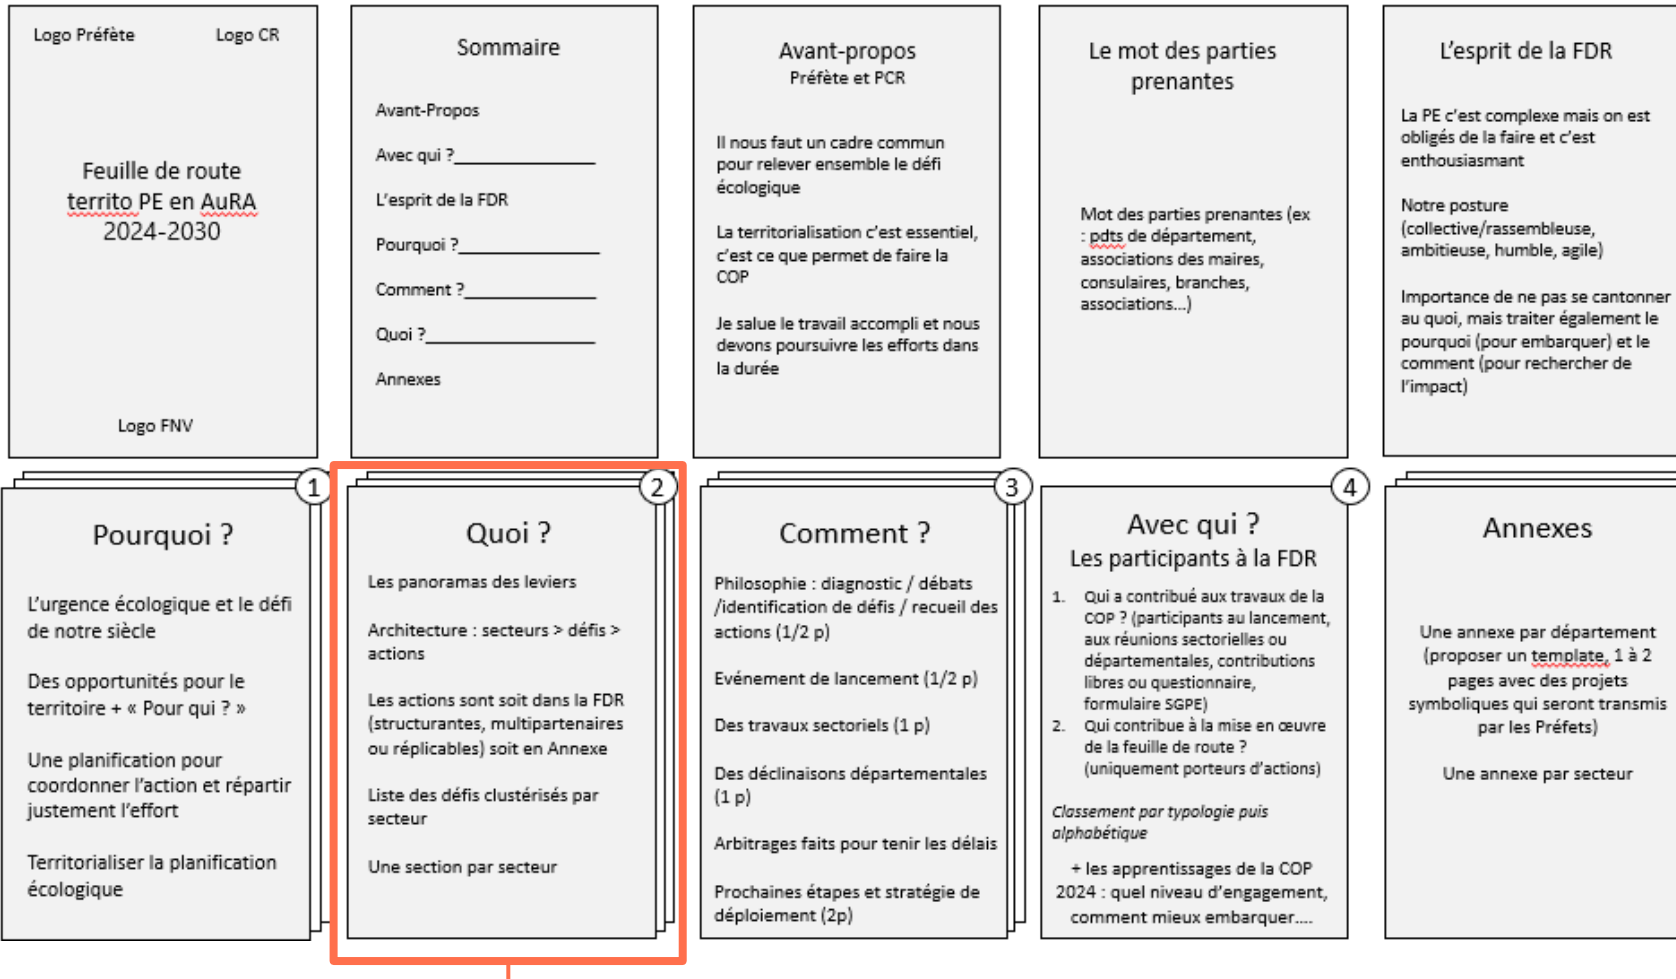 Logo Préfète
Logo CR
Feuille de route
territo PE en AuRA
2024-2030
Logo FNV
Sommaire
Avant-Propos
Avec qui ?
L'esprit de la FDR
Pourquoi ?
Comment ?
Quoi ?
Annexes
Avant-propos
Préfète et PCR
Il nous faut un cadre commun
pour relever ensemble le défi
écologique
La territorialisation c'est essentiel,
c'est ce que permet de faire la
COP
Je salue le travail accompli et nous
devons poursuivre les efforts dans
la durée
Le mot des parties
prenantes
Mot des parties prenantes (ex
: pdts de département,
associations des maires,
consulaires, branches,
associations...)
L'esprit de la FDR
La PE c'est complexe mais on est
obligés de la faire et c'est
enthousiasmant
Notre posture
(collective/rassembleuse,
ambitieuse, humble, agile)
Importance de ne pas se cantonner
au quoi, mais traiter également le
pourquoi (pour embarquer) et le
comment (pour rechercher de
l'impact)
1
Pourquoi ?
L'urgence écologique et le défi
de notre siècle
Des opportunités pour le
territoire + « Pour qui ? »
Une planification pour
coordonner l'action et répartir
justement l'effort
Territorialiser la planification
écologique
2
Quoi ?
Les panoramas des leviers
Architecture : secteurs > défis >
actions
Les actions sont soit dans la FDR
(structurantes, multipartenaires
ou réplicables) soit en Annexe
Liste des défis clustérisés par
secteur
Une section par secteur
3
Comment ?
Philosophie : diagnostic / débats
/identification de défis / recueil des
actions (1/2 p)
Evénement de lancement (1/2 p)
Des travaux sectoriels (1 p)
Des déclinaisons départementales
(1 p)
Arbitrages faits pour tenir les délais
Prochaines étapes et stratégie de
déploiement (2p)
4
Avec qui ?
Les participants à la FDR
1. Qui a contribué aux travaux de la
COP ? (participants au lancement,
aux réunions sectorielles ou
départementales, contributions
libres ou questionnaire,
formulaire SGPE)
2. Qui contribue à la mise en œuvre
de la feuille de route ?
(uniquement porteurs d'actions)
Classement par typologie puis
alphabétique
+ les apprentissages de la COP
2024 : quel niveau d'engagement,
comment mieux embarquer....
Annexes
Une annexe par département
(proposer un template, 1 à 2
pages avec des projets
symboliques qui seront transmis
par les Préfets)
Une annexe par secteur